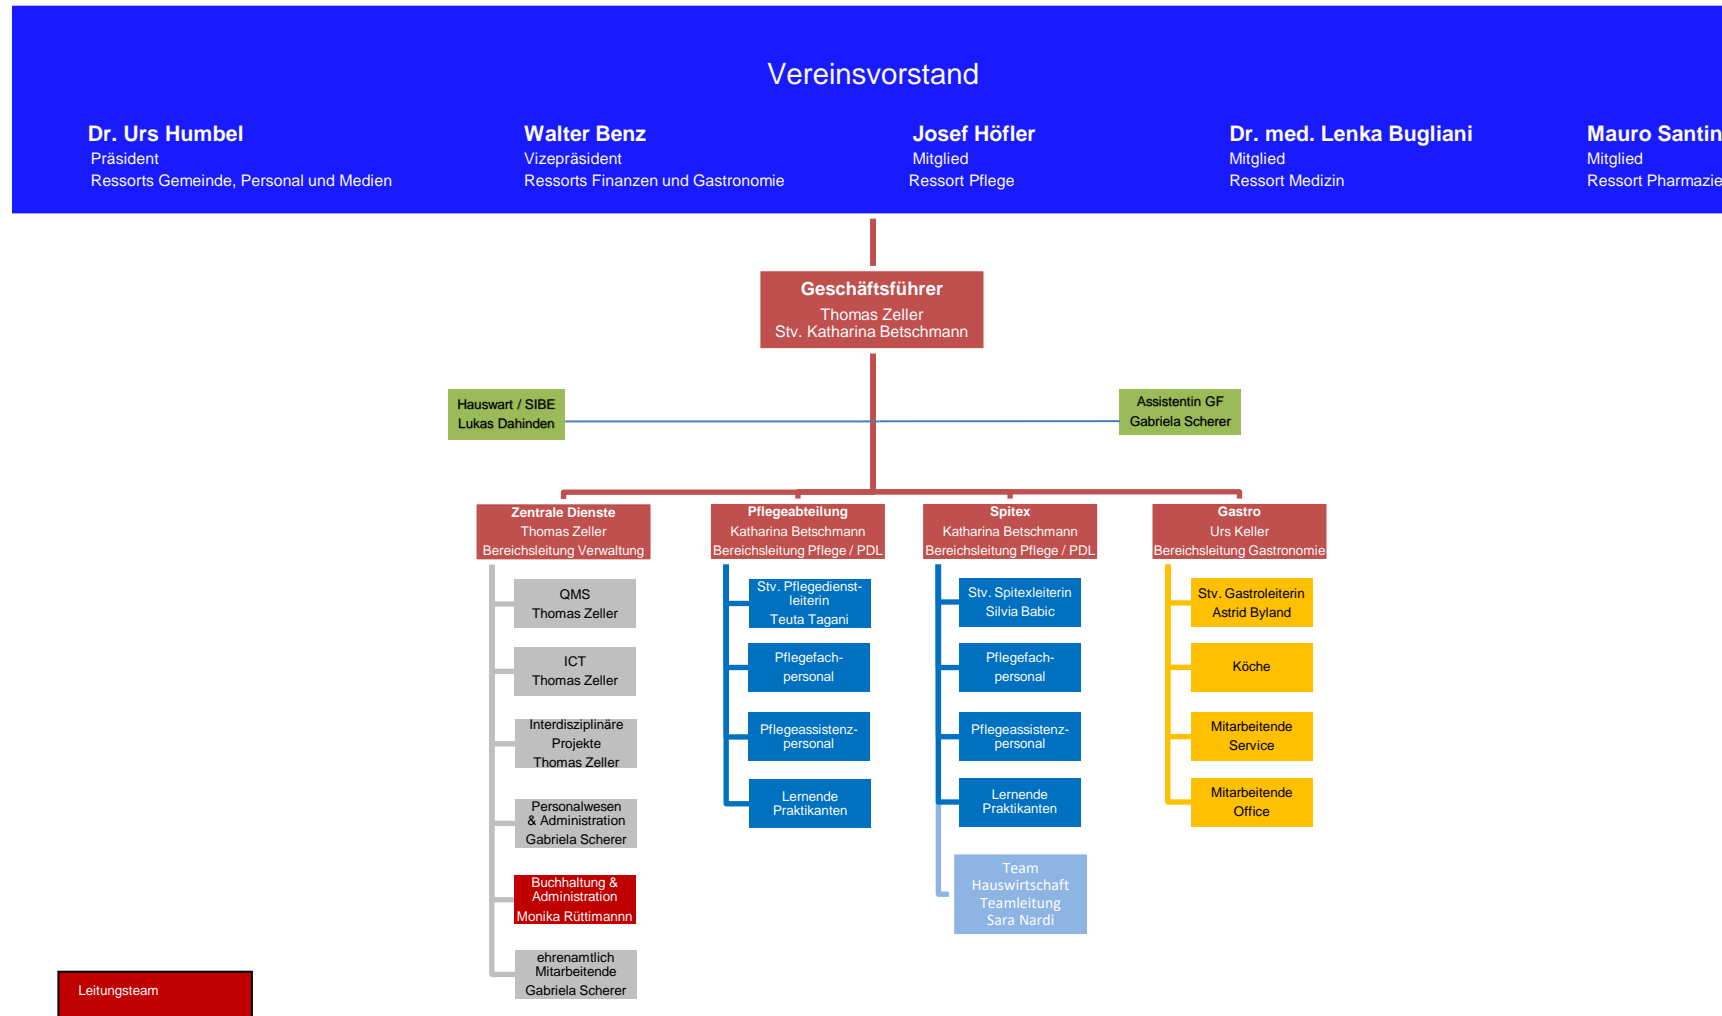 Vereinsvorstand
Dr. Urs Humbel
Präsident
Ressorts Gemeinde, Personal und Medien
Walter Benz
Vizepräsident
Ressorts Finanzen und Gastronomie
Josef Höfler
Mitglied
Ressort Pflege
Dr. med. Lenka Bugliani
Mitglied
Ressort Medizin
Mauro Santin
Mitglied
Ressort Pharmazie
Geschäftsführer
Thomas Zeller
Stv. Katharina Betschmann
Hauswart / SIBE
Lukas Dahinden
Assistentin GF
Gabriela Scherer
Zentrale Dienste
Thomas Zeller
Bereichsleitung Verwaltung
QMS
Thomas Zeller
ICT
Thomas Zeller
Interdisziplinäre
Projekte
Thomas Zeller
Personalwesen
& Administration
Gabriela Scherer
Buchhaltung &
Administration
Monika Rüttimannn
ehrenamtlich
Mitarbeitende
Gabriela Scherer
Pflegeabteilung
Katharina Betschmann
Bereichsleitung Pflege / PDL
Stv. Pflegedienst-
leiterin
Teuta Tagani
Pflegefach-
personal
Pflegeassistenz-
personal
Lernende
Praktikanten
Spitex
Katharina Betschmann
Bereichsleitung Pflege / PDL
Stv. Spitexleiterin
Silvia Babic
Pflegefach-
personal
Pflegeassistenz-
personal
Lernende
Praktikanten
Team
Hauswirtschaft
Teamleitung
Sara Nardi
Gastro
Urs Keller
Bereichsleitung Gastronomie
Stv. Gastroleiterin
Astrid Byland
Köche
Mitarbeitende
Service
Mitarbeitende
Office
Leitungsteam